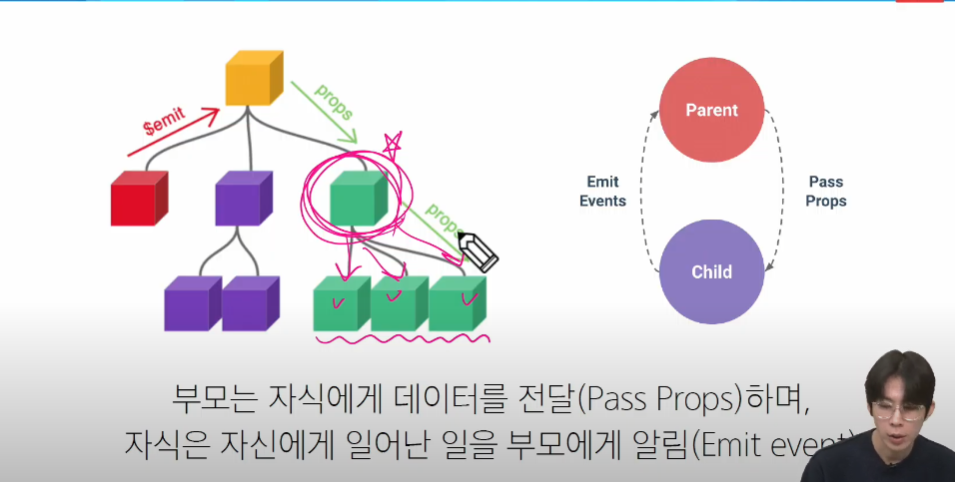 $emit
props
props
Parent
Emit
Events
Pass
Props
Child
부모는 자식에게 데이터를 전달(Pass Props)하며,
자식은 자신에게 일어난 일을 부모에게 알림(Emit event)